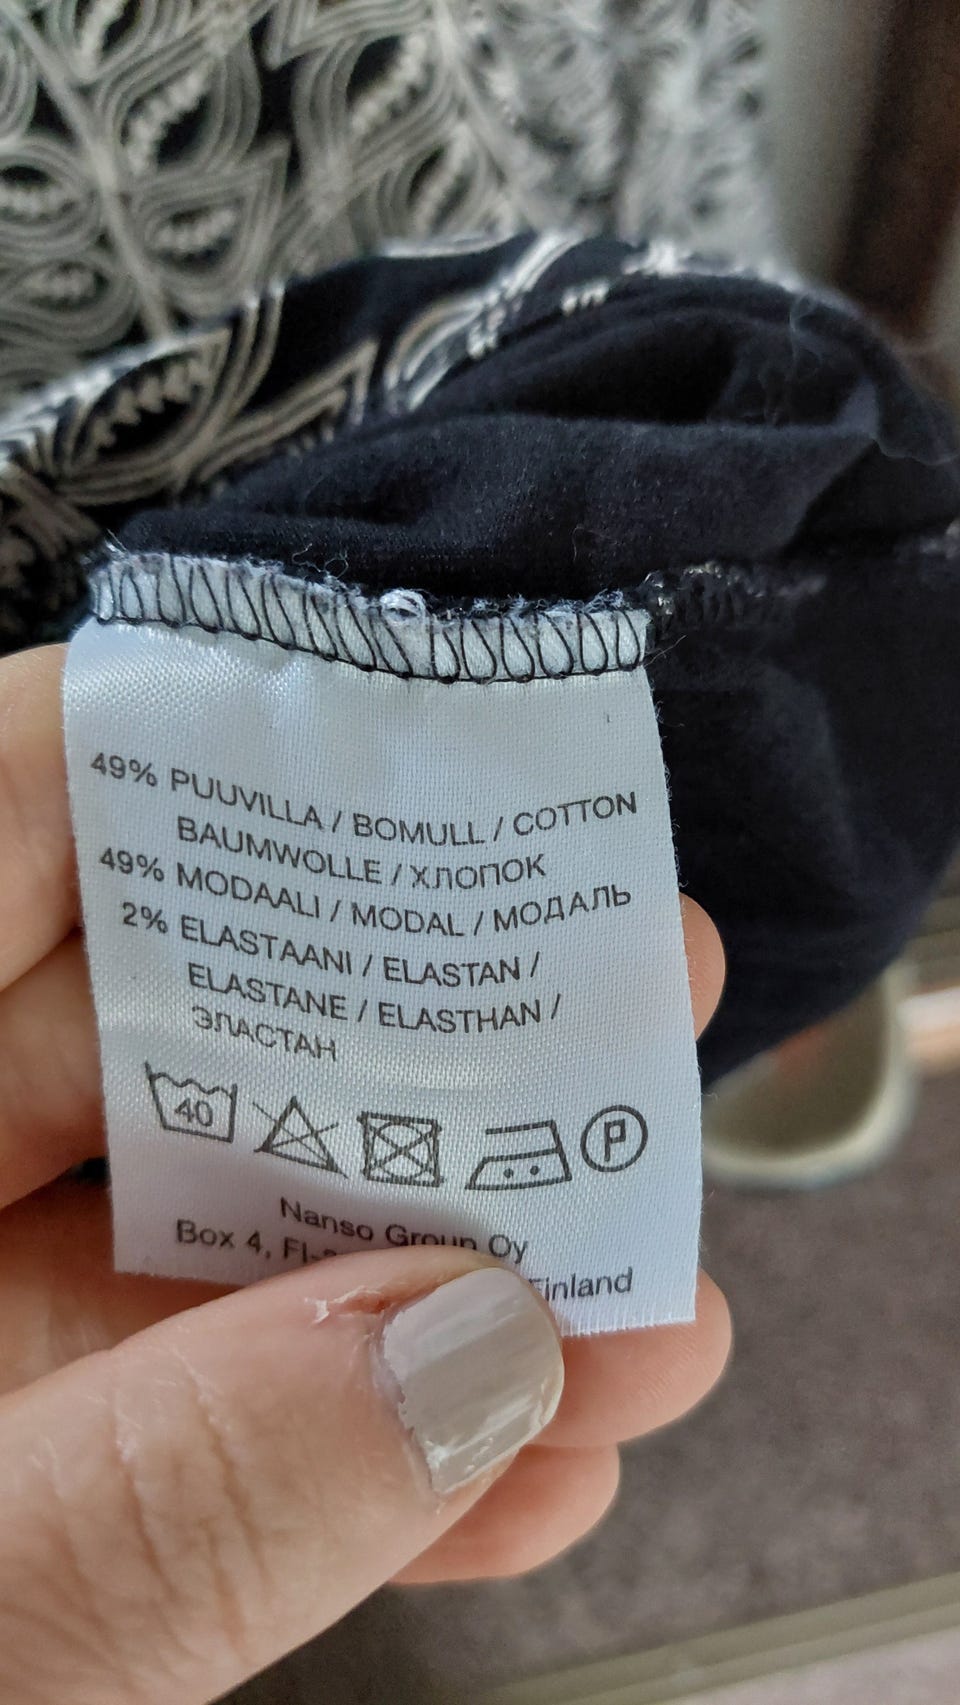 49% PUUVILLA / BOMULL / COTTON
BAUMWOLLE / ХЛОПОК
49% MODAALI / MODAL / МОДАЛЬ
2% ELASTAANI / ELASTAN /
ELASTANE / ELASTHAN /
ЭЛАСТАН
40
P
Nanso Group Oy
Box 4, FI- Finland